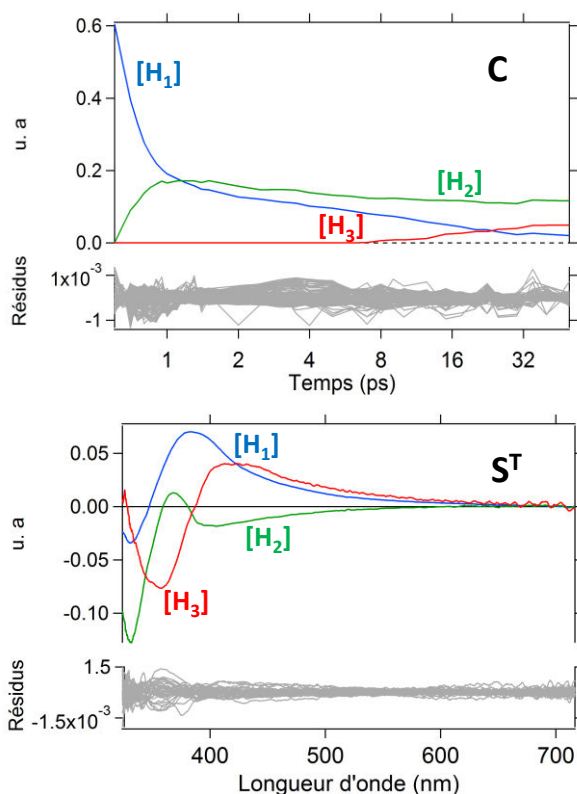 0.6
[H1]
C
0.4
u. a
0.2
[H2]
[H3]
0.0
1x10-3
Résidus
-1
1 2 4 8 16 32
Temps (ps)
0.05
[H1]
ST
0.00
u. a
[H2]
-0.05
[H3]
-0.10
1.5
Résidus
-1.5x10-3
400 500 600 700
Longueur d'onde (nm)